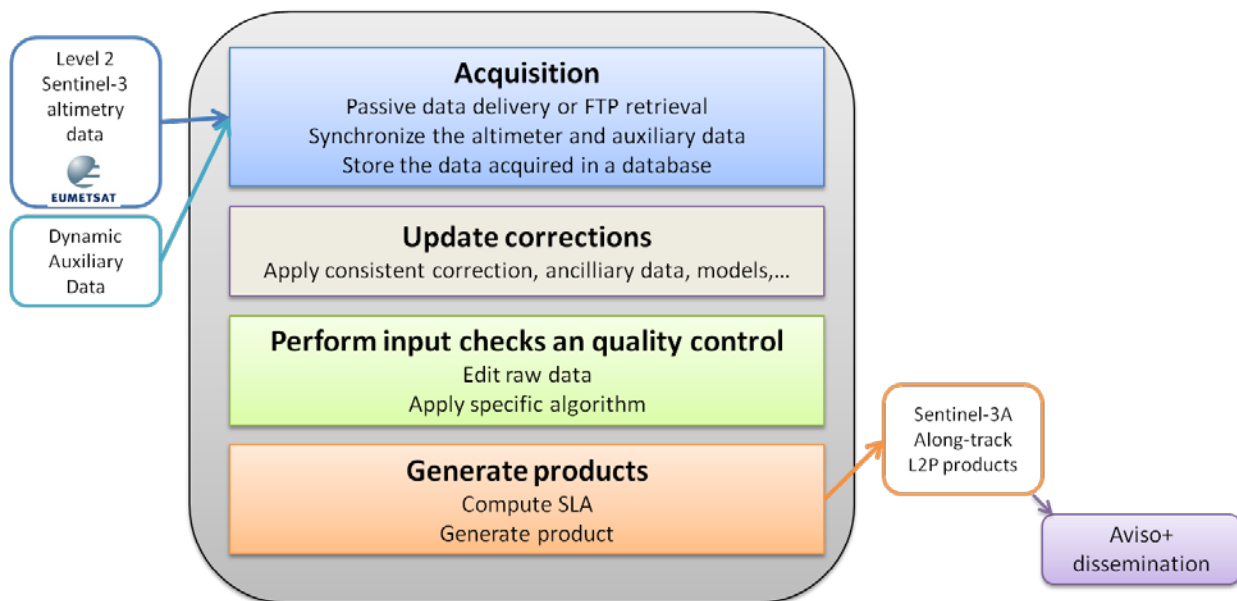 Level 2
Sentinel-3
altimetry
data
EUMETSAT
Dynamic
Auxiliary
Data
Acquisition
Passive data delivery or FTP retrieval
Synchronize the altimeter and auxiliary data
Store the data acquired in a database
Update corrections
Apply consistent correction, ancilliary data, models,...
Perform input checks an quality control
Edit raw data
Apply specific algorithm
Generate products
Compute SLA
Generate product
Sentinel-3A
Along-track
L2P products
Aviso+
dissemination